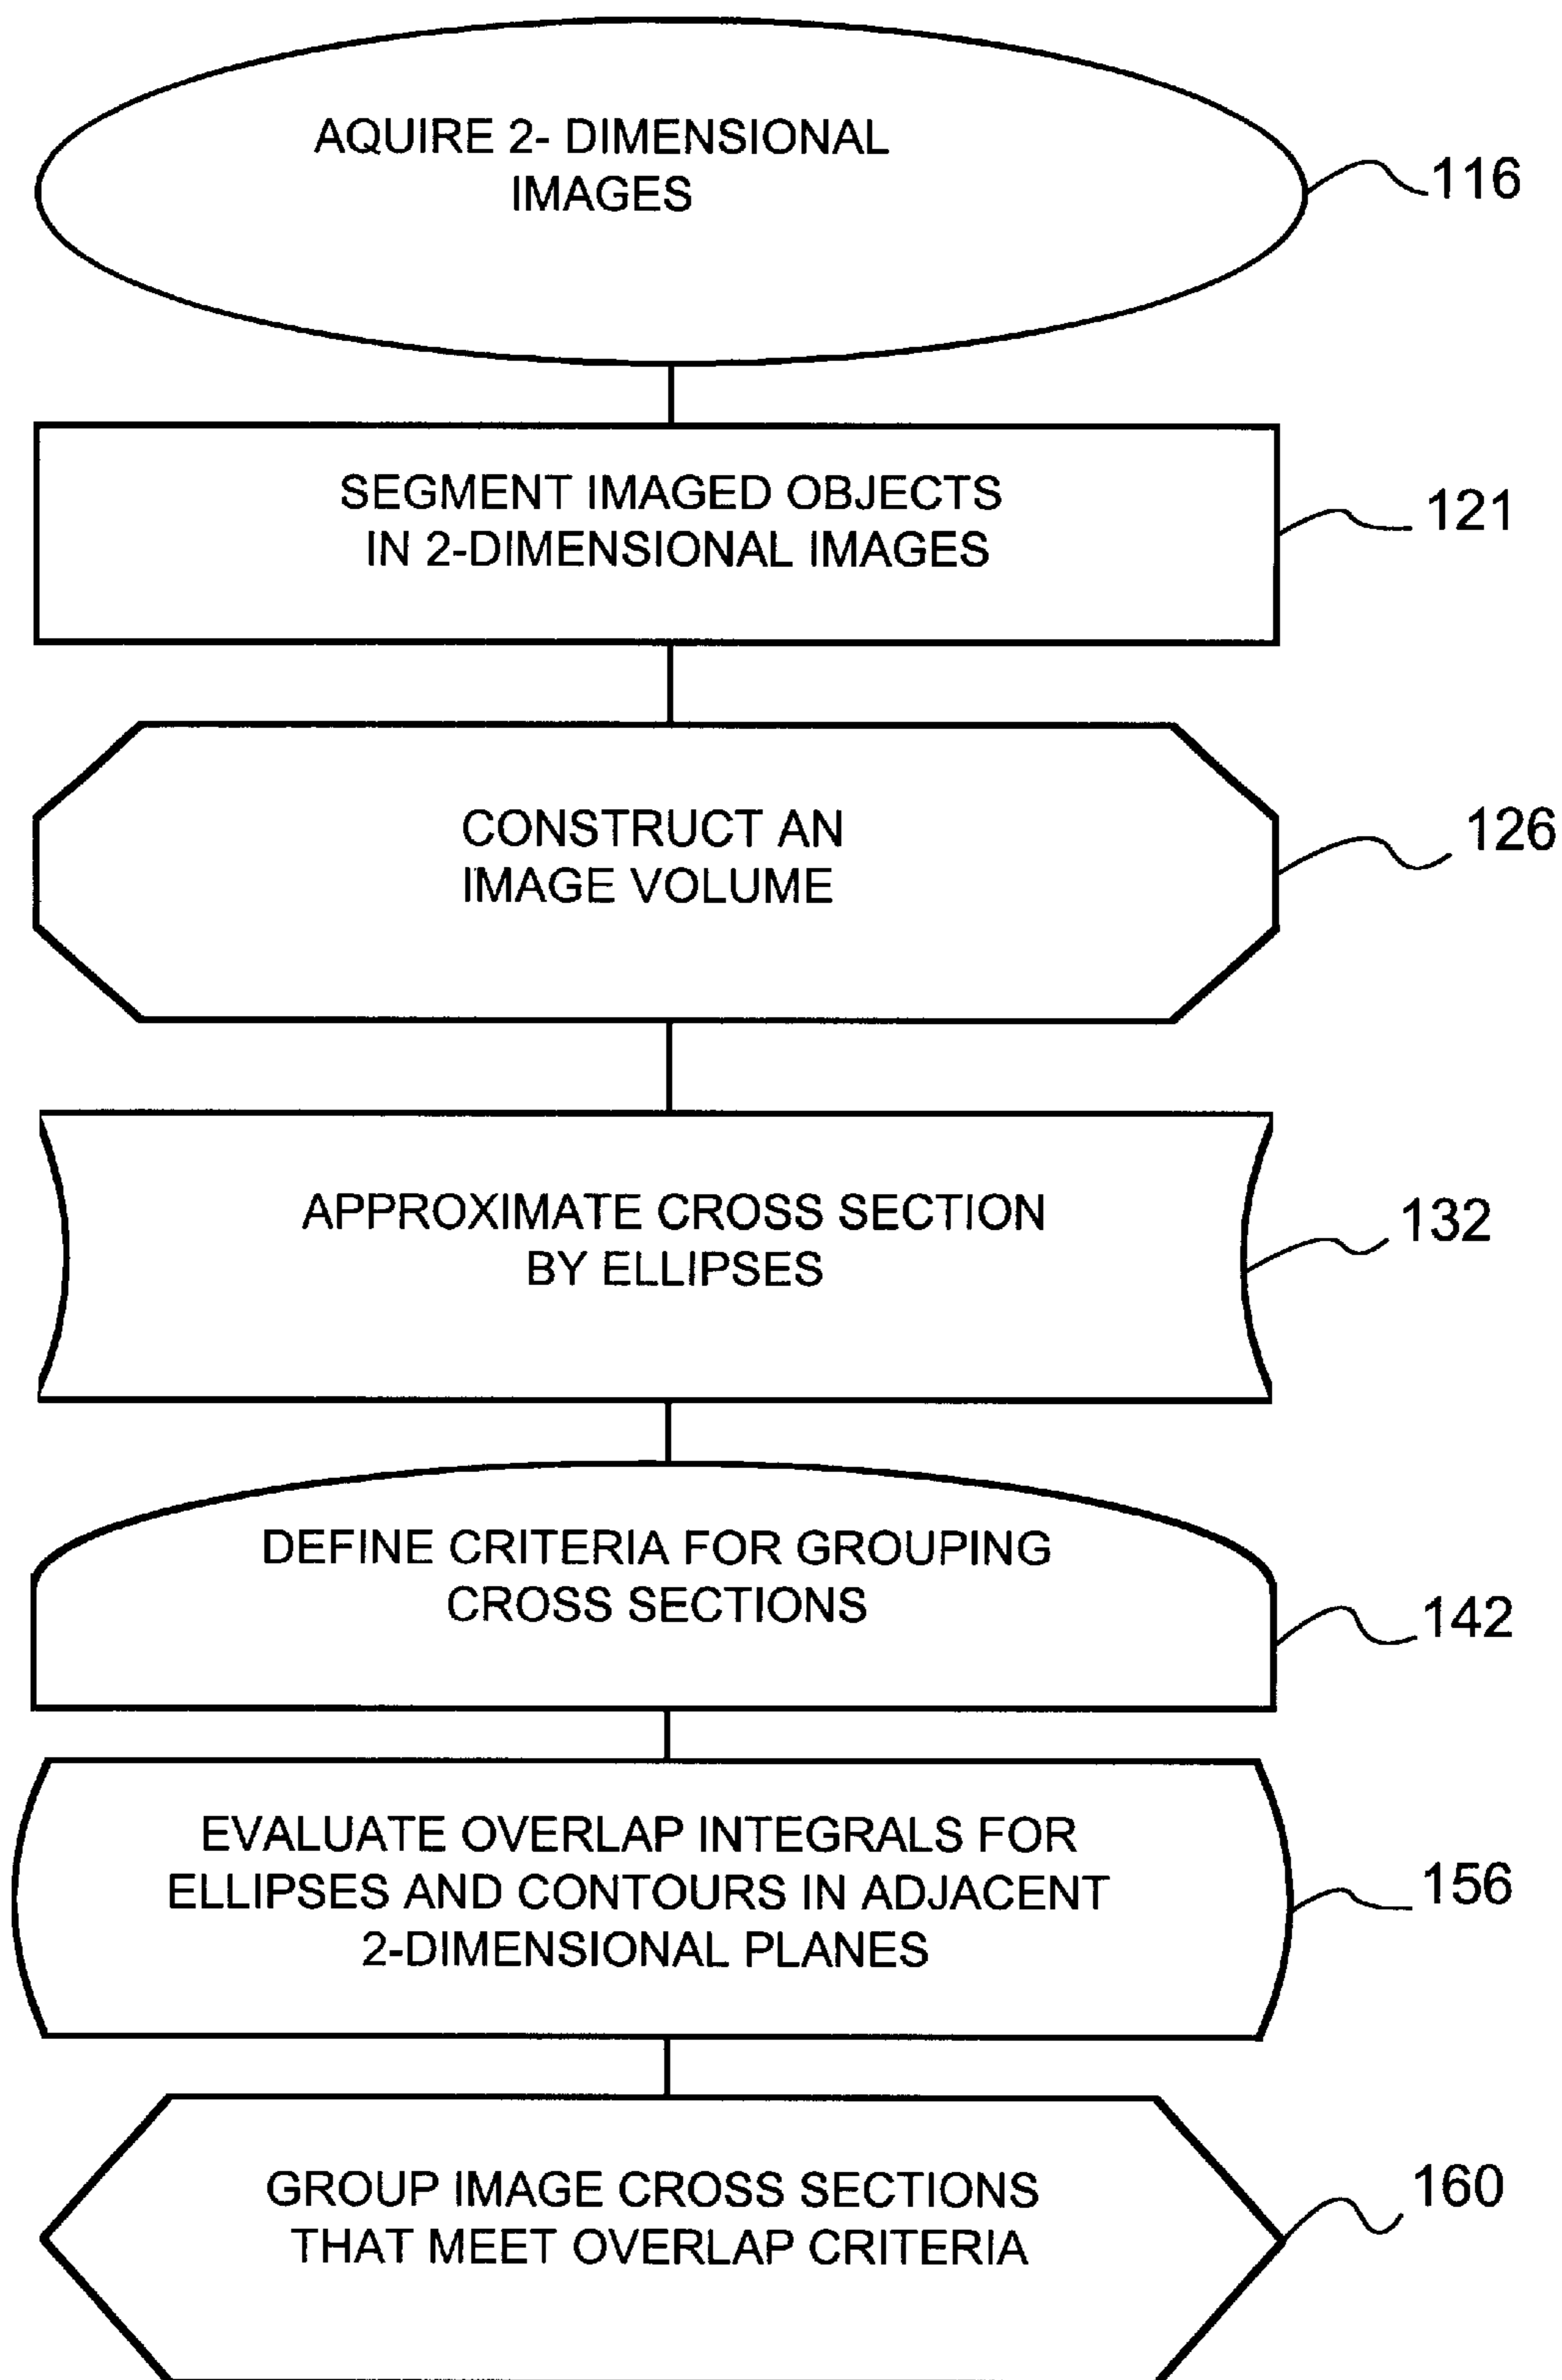 AQUIRE 2- DIMENSIONAL
IMAGES
116
SEGMENT IMAGED OBJECTS
IN 2-DIMENSIONAL IMAGES
121
CONSTRUCT AN
IMAGE VOLUME
126
APPROXIMATE CROSS SECTION
BY ELLIPSES
132
DEFINE CRITERIA FOR GROUPING
CROSS SECTIONS
142
EVALUATE OVERLAP INTEGRALS FOR
ELLIPSES AND CONTOURS IN ADJACENT
2-DIMENSIONAL PLANES
156
GROUP IMAGE CROSS SECTIONS
THAT MEET OVERLAP CRITERIA
160